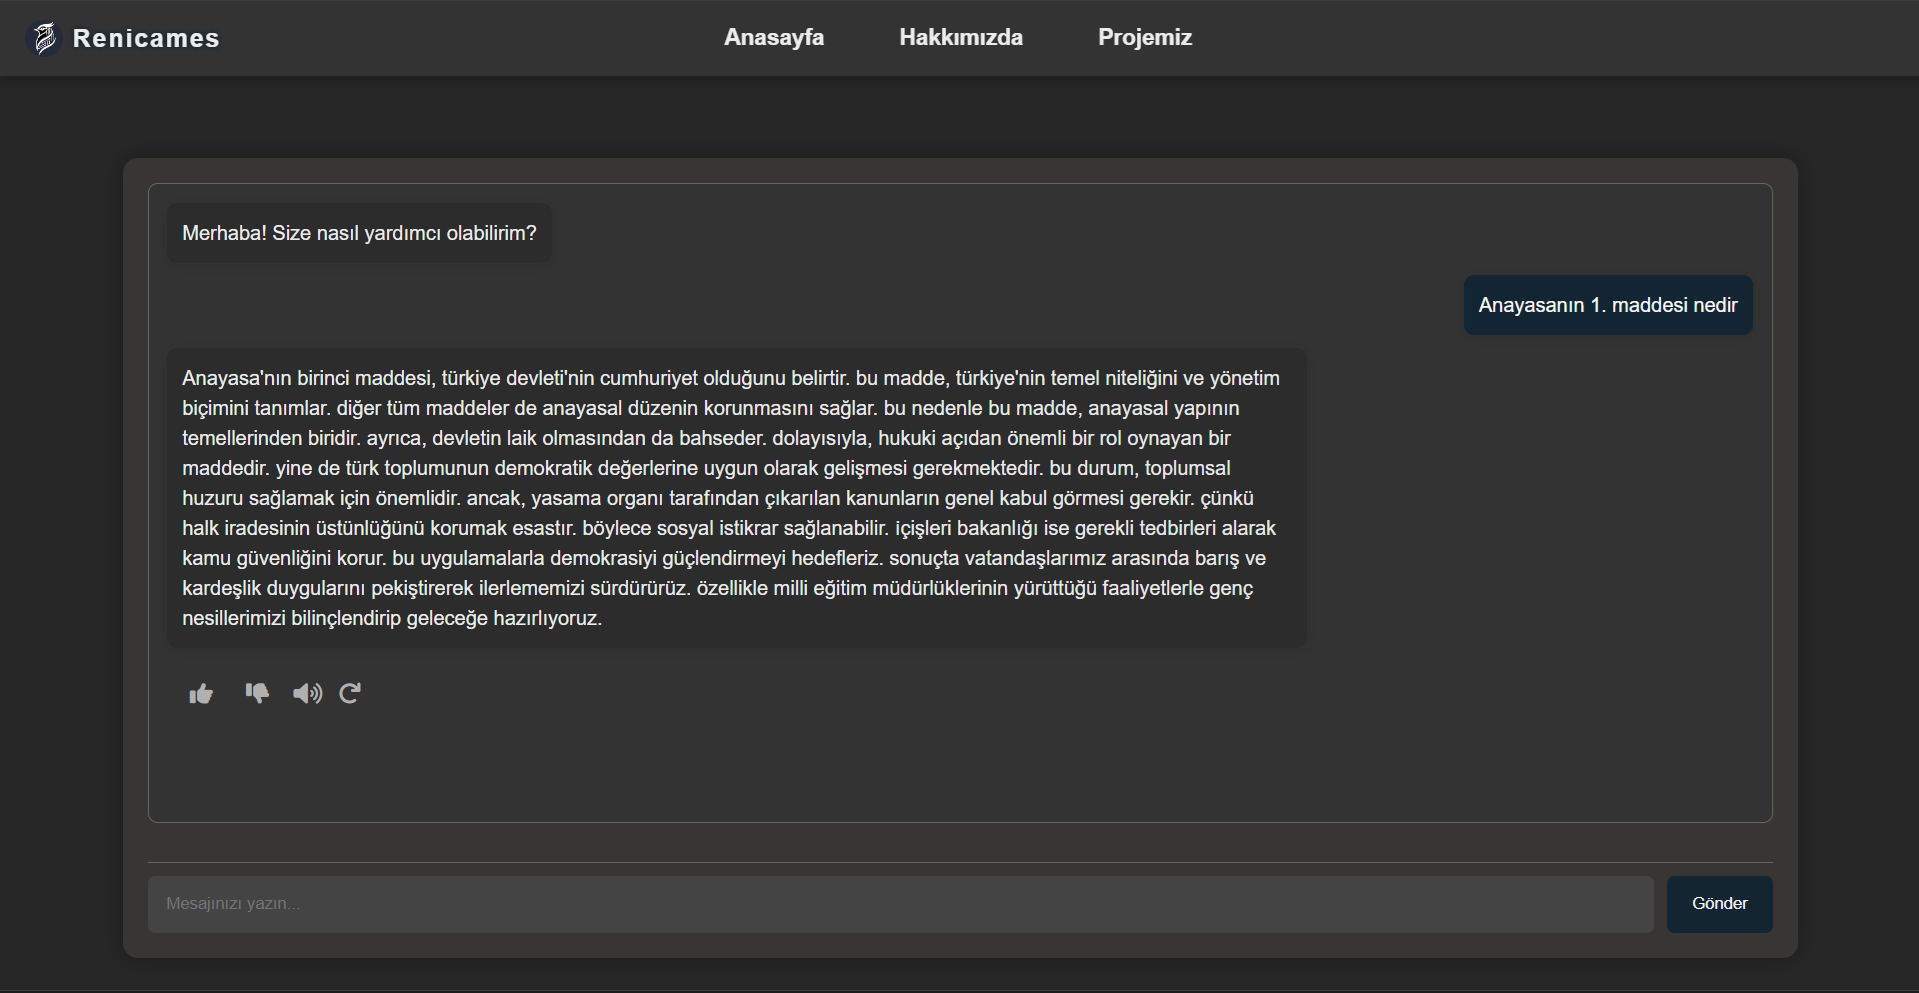 Renicames
Anasayfa
Hakkımızda
Projemiz
Merhaba! Size nasıl yardımcı olabilirim?
Anayasanın 1. maddesi nedir
Anayasa'nın birinci maddesi, türkiye devleti'nin cumhuriyet olduğunu belirtir. bu madde, türkiye'nin temel niteliğini ve yönetim
biçimini tanımlar. diğer tüm maddeler de anayasal düzenin korunmasını sağlar. bu nedenle bu madde, anayasal yapının
temellerinden biridir. ayrıca, devletin laik olmasından da bahseder. dolayısıyla, hukuki açıdan önemli bir rol oynayan bir
maddedir. yine de türk toplumunun demokratik değerlerine uygun olarak gelişmesi gerekmektedir. bu durum, toplumsal
huzuru sağlamak için önemlidir. ancak, yasama organı tarafından çıkarılan kanunların genel kabul görmesi gerekir. çünkü
halk iradesinin üstünlüğünü korumak esastır. böylece sosyal istikrar sağlanabilir. içişleri bakanlığı ise gerekli tedbirleri alarak
kamu güvenliğini korur. bu uygulamalarla demokrasiyi güçlendirmeyi hedefleriz. sonuçta vatandaşlarımız arasında barış ve
kardeşlik duygularını pekiştirerek ilerlememizi sürdürürüz. özellikle milli eğitim müdürlüklerinin yürüttüğü faaliyetlerle genç
nesillerimizi bilinçlendirip geleceğe hazırlıyoruz.
Mesajınızı yazın...
Gönder